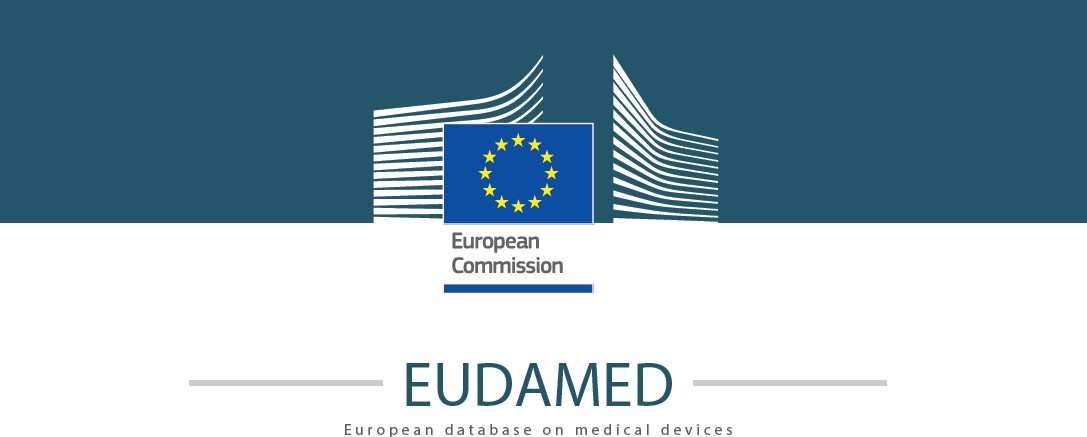 European
Commission
EUDAMED
European database on medical devices